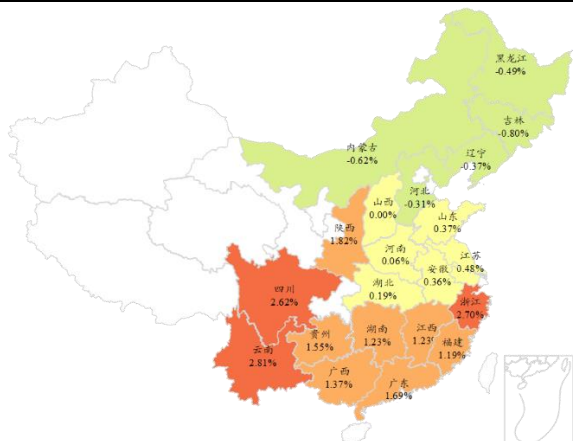 黑龙江
-0.49%
吉林
-0.80%
辽宁
-0.37%
内蒙古
-0.62%
河北
-0.31%
山西
0.00%
山东
0.37%
陕西
1.82%
河南
0.06%
江苏
0.48%
安徽
0.36%
湖北
0.19%
四川
2.62%
浙江
2.70%
云南
2.81%
贵州
1.55%
湖南
1.23%
江西
1.23%
福建
1.19%
广西
1.37%
广东
1.69%